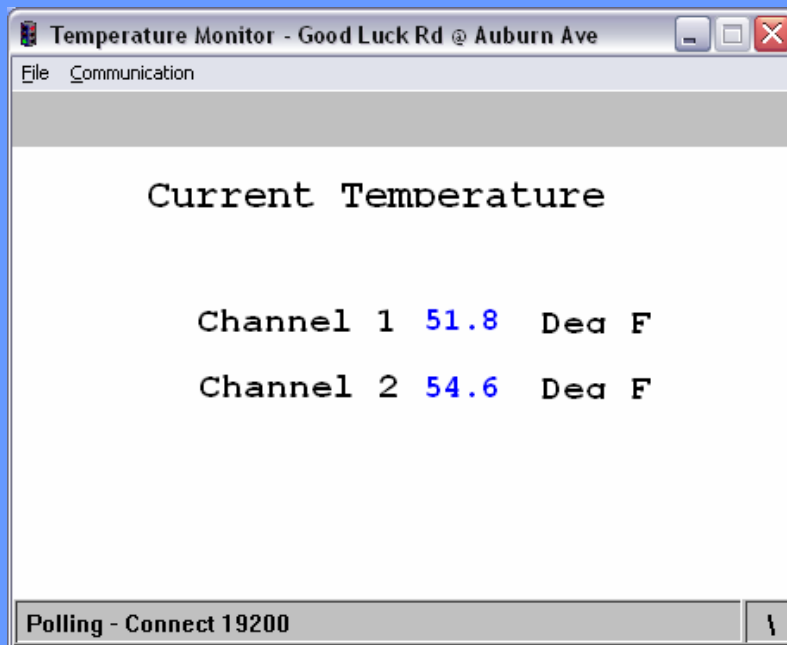 Temperature Monitor - Good Luck Rd @ Auburn Ave
File Communication
Current Temperature
Channel 1 51.8 Deg F
Channel 2 54.6 Deg F
Polling - Connect 19200 \